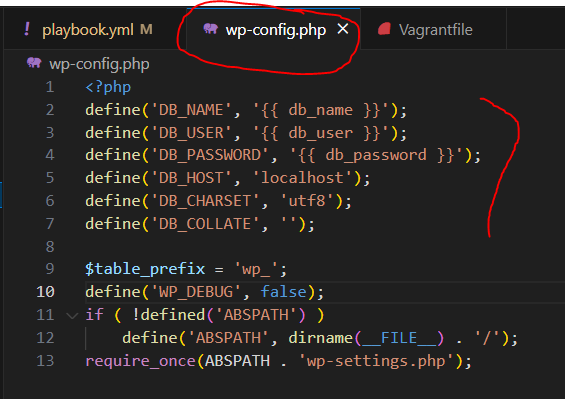 ! playbook.yml M
wp-config.php ×
Vagrantfile
wp-config.php
1 <?php
2 define('DB_NAME', '{{ db_name }}');
3 define('DB_USER', '{{ db_user }}');
4 define('DB_PASSWORD', '{{ db_password }}');
5 define('DB_HOST', 'localhost');
6 define('DB_CHARSET', 'utf8');
7 define('DB_COLLATE', '');
8
9 $table_prefix = 'wp_';
10 define('WP_DEBUG', false);
11 if ( !defined('ABSPATH') )
12     define('ABSPATH', dirname(__FILE__) . '/');
13 require_once(ABSPATH . 'wp-settings.php');